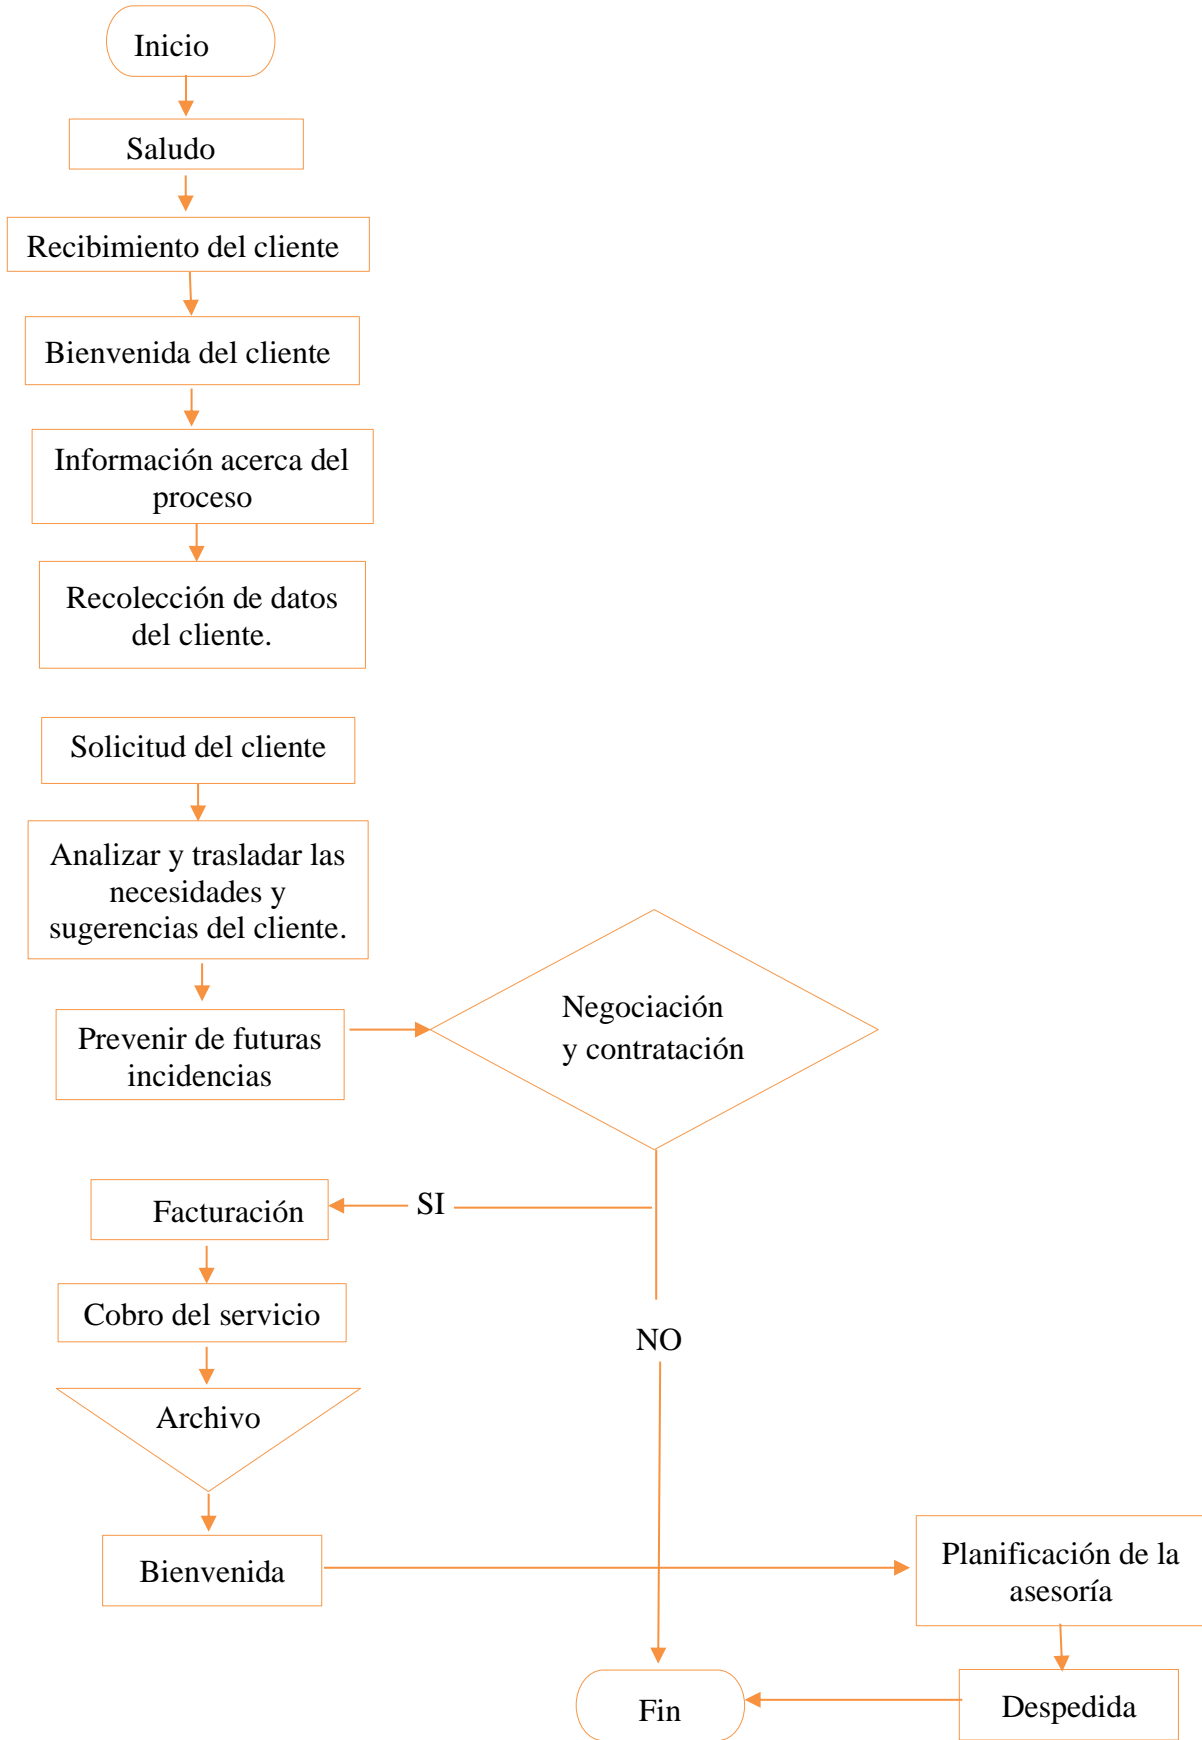 Inicio
Saludo
Recibimiento del cliente
Bienvenida del cliente
Información acerca del
proceso
Recolección de datos
del cliente.
Solicitud del cliente
Analizar y trasladar las
necesidades y
sugerencias del cliente.
Prevenir de futuras
incidencias
Negociación
y contratación
SI
Facturación
Cobro del servicio
NO
Archivo
Bienvenida
Planificación de la
asesoría
Despedida
Fin